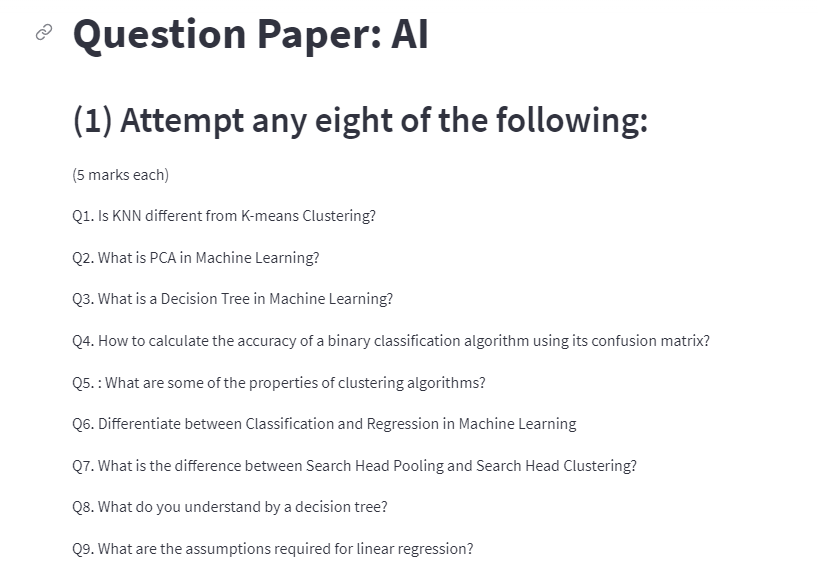 Question Paper: AI
(1) Attempt any eight of the following:
(5 marks each)
Q1. Is KNN different from K-means Clustering?
Q2. What is PCA in Machine Learning?
Q3. What is a Decision Tree in Machine Learning?
Q4. How to calculate the accuracy of a binary classification algorithm using its confusion matrix?
Q5. : What are some of the properties of clustering algorithms?
Q6. Differentiate between Classification and Regression in Machine Learning
Q7. What is the difference between Search Head Pooling and Search Head Clustering?
Q8. What do you understand by a decision tree?
Q9. What are the assumptions required for linear regression?